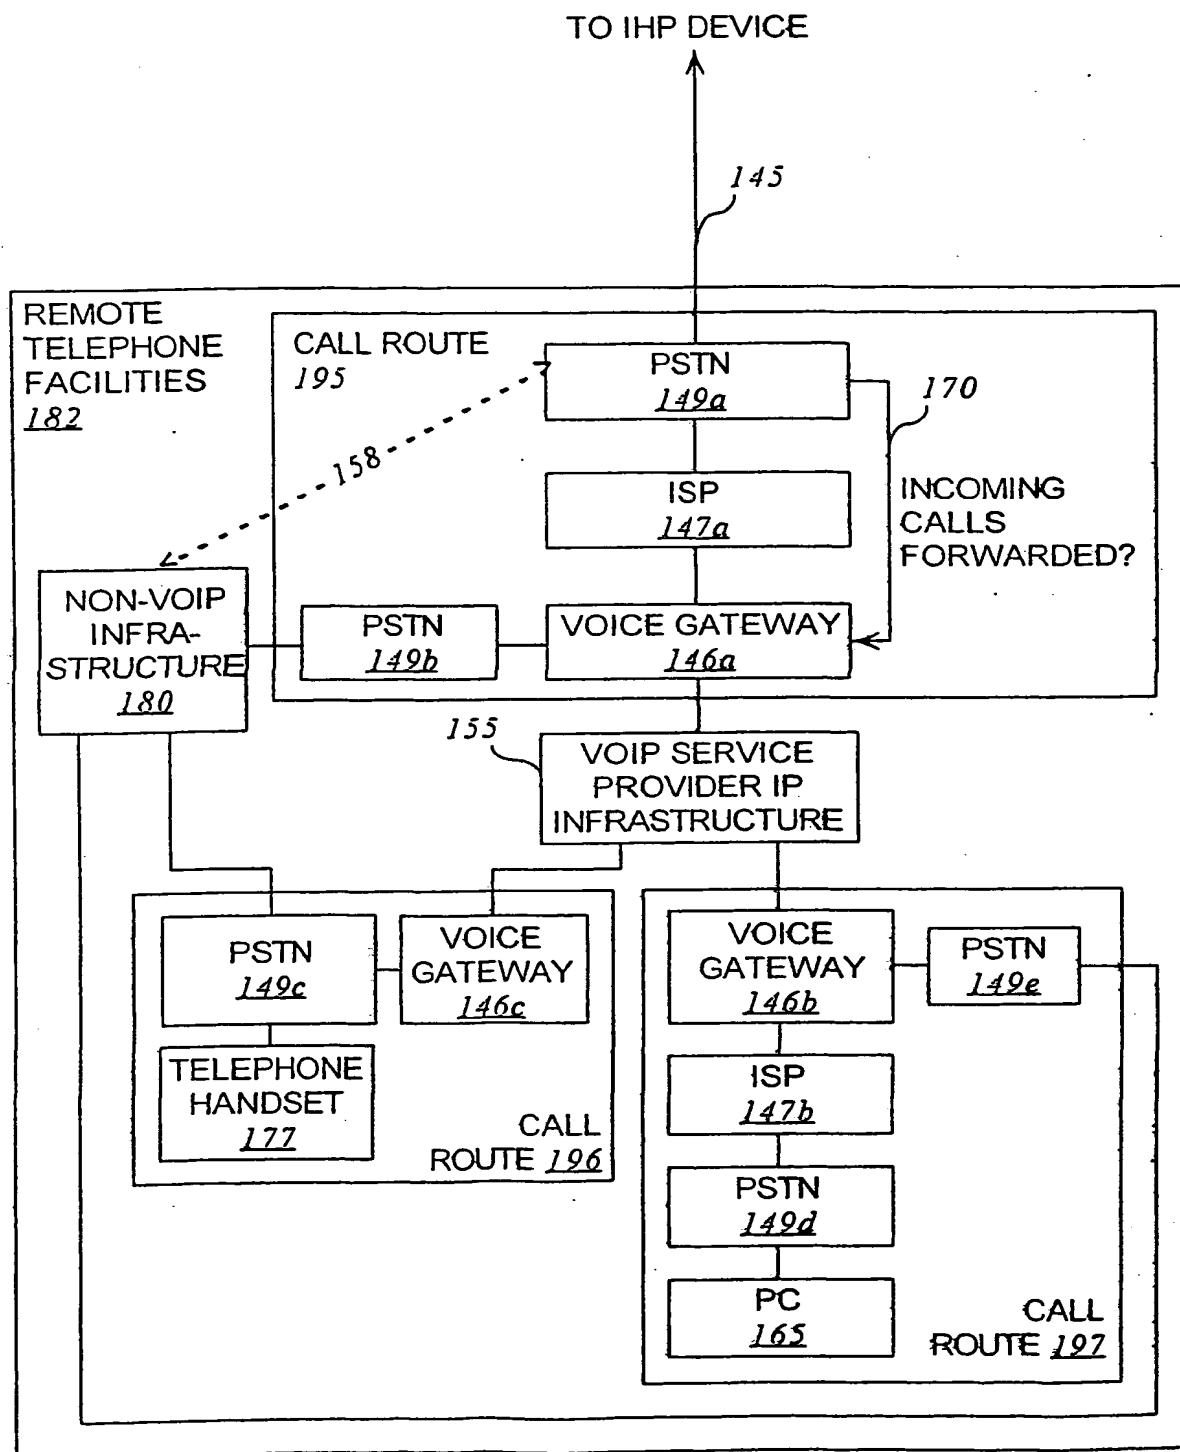 TO IHP DEVICE
145
REMOTE
TELEPHONE
FACILITIES
182
CALL ROUTE
195
PSTN
149a
170
158
ISP
147a
INCOMING
CALLS
FORWARDED?
NON-VOIP
INFRA-
STRUCTURE
180
PSTN
149b
VOICE GATEWAY
146a
155
VOIP SERVICE
PROVIDER IP
INFRASTRUCTURE
PSTN
149c
VOICE
GATEWAY
146c
TELEPHONE
HANDSET
177
CALL
ROUTE 196
VOICE
GATEWAY
146b
PSTN
149e
ISP
147b
PSTN
149d
PC
165
CALL
ROUTE 197